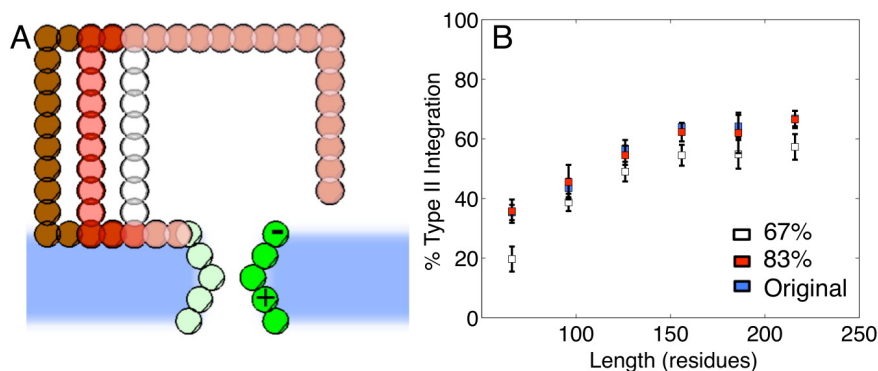 A
-
+
B
% Type II Integration
100
80
60
40
20
0
67%
83%
Original
100
150
200
250
Length (residues)